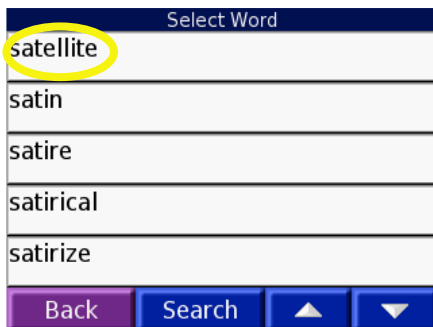 Select Word
satellite
satin
satire
satirical
satirize
Back Search